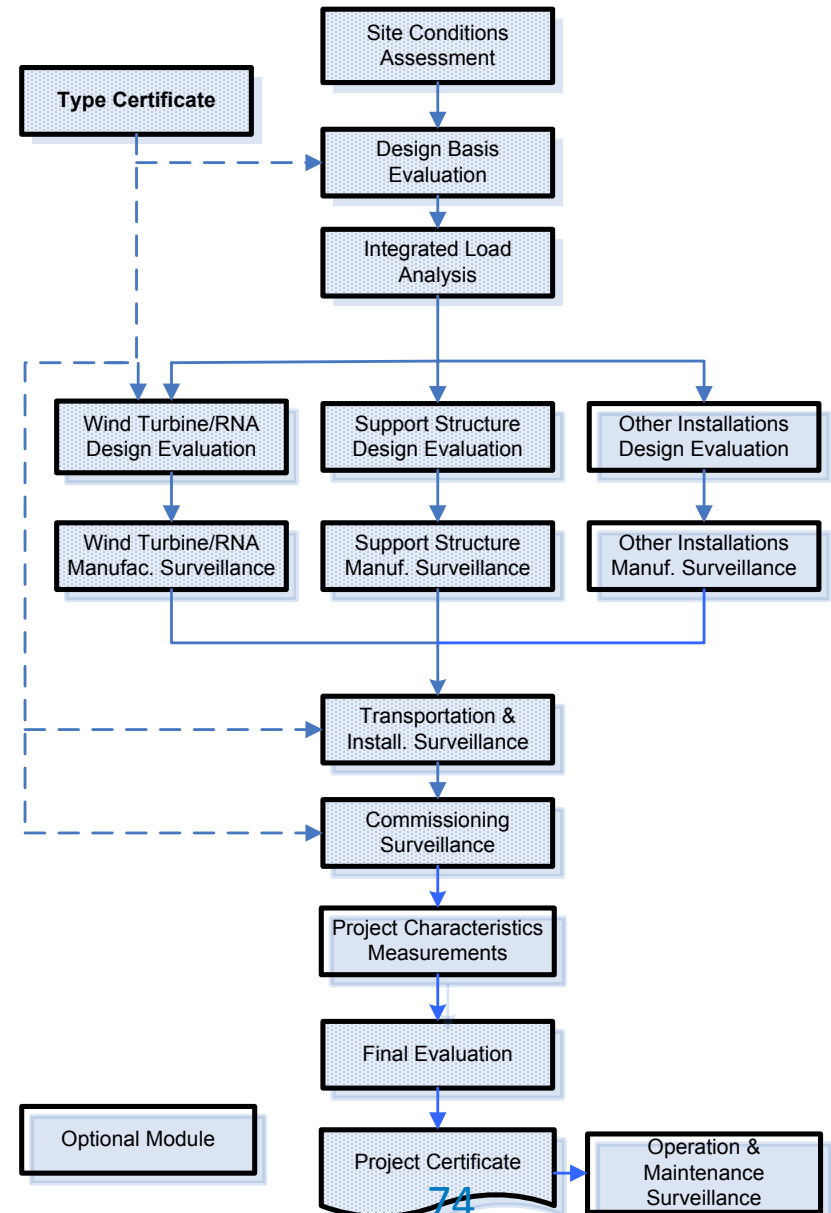 Site Conditions
Assessment
Type Certificate
Design Basis
Evaluation
Integrated Load
Analysis
Wind Turbine/RNA
Design Evaluation
Support Structure
Design Evaluation
Other Installations
Design Evaluation
Wind Turbine/RNA
Manufac. Surveillance
Support Structure
Manuf. Surveillance
Other Installations
Manuf. Surveillance
Transportation &
Install. Surveillance
Commissioning
Surveillance
Project Characteristics
Measurements
Final Evaluation
Optional Module
Project Certificate
Operation &
Maintenance
Surveillance
74